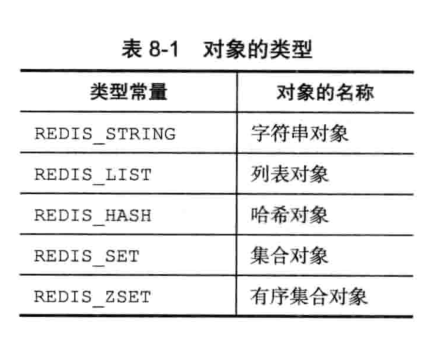 表 8-1 对象的类型
类型常量 对象的名称
REDIS_STRING 字符串对象
REDIS_LIST 列表对象
REDIS_HASH 哈希对象
REDIS_SET 集合对象
REDIS_ZSET 有序集合对象